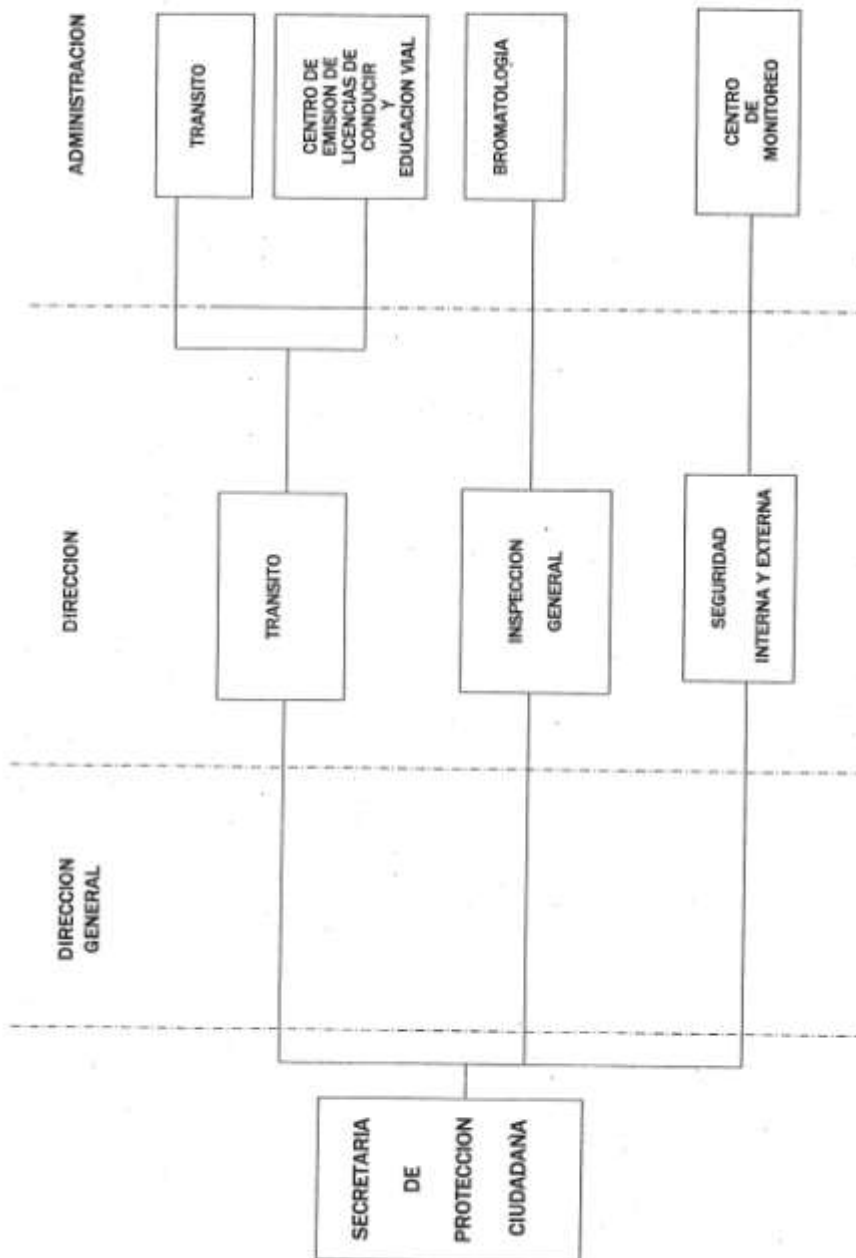 DIRECCION
GENERAL
DIRECCION
ADMINISTRACION
SECRETARIA
DE
PROTECCION
CIUDADAÑA
TRANSITO
TRANSITO
CENTRO DE
EMISION DE
LICENCIAS DE
CONDUCIR
Y
EDUCACION VIAL
INSPECCION
GENERAL
BROMATOLOGIA
SEGURIDAD
INTERNA Y EXTERNA
CENTRO
DE
MONITOREO